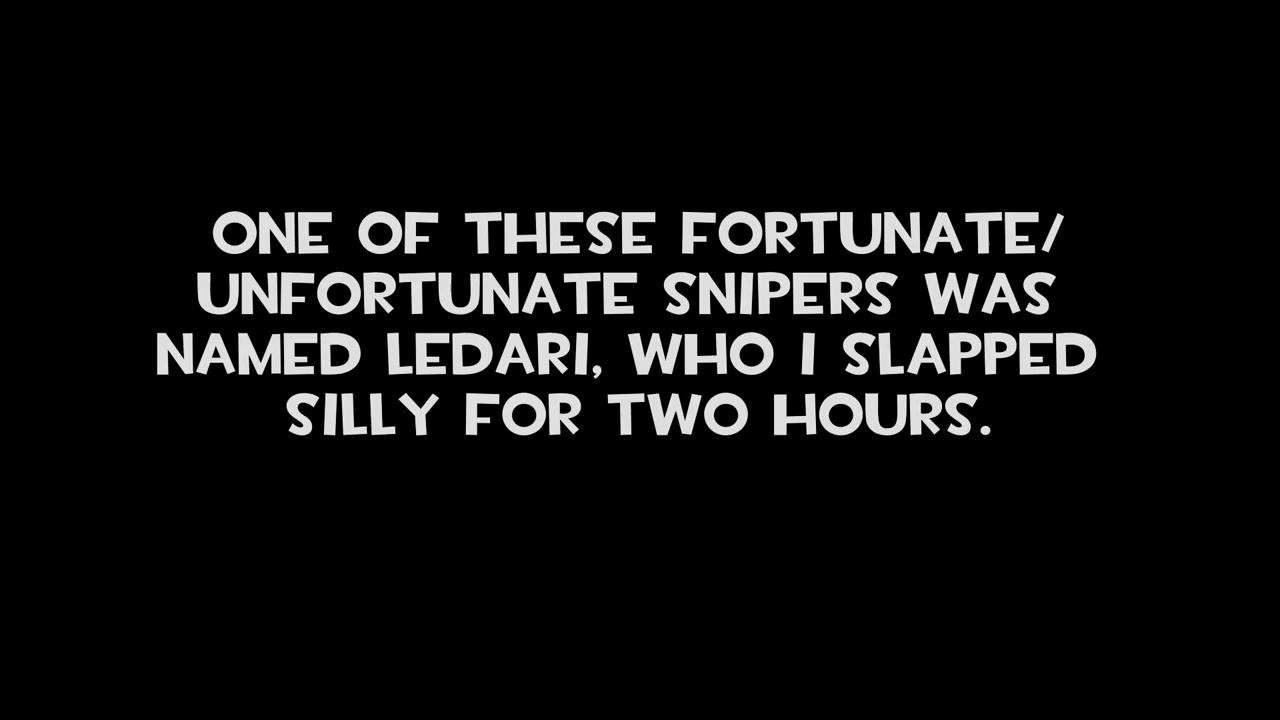 ONE OF THESE FORTUNATE/
UNFORTUNATE SNIPERS WAS
NAMED LEDARI, WHO I SLAPPED
SILLY FOR TWO HOURS.